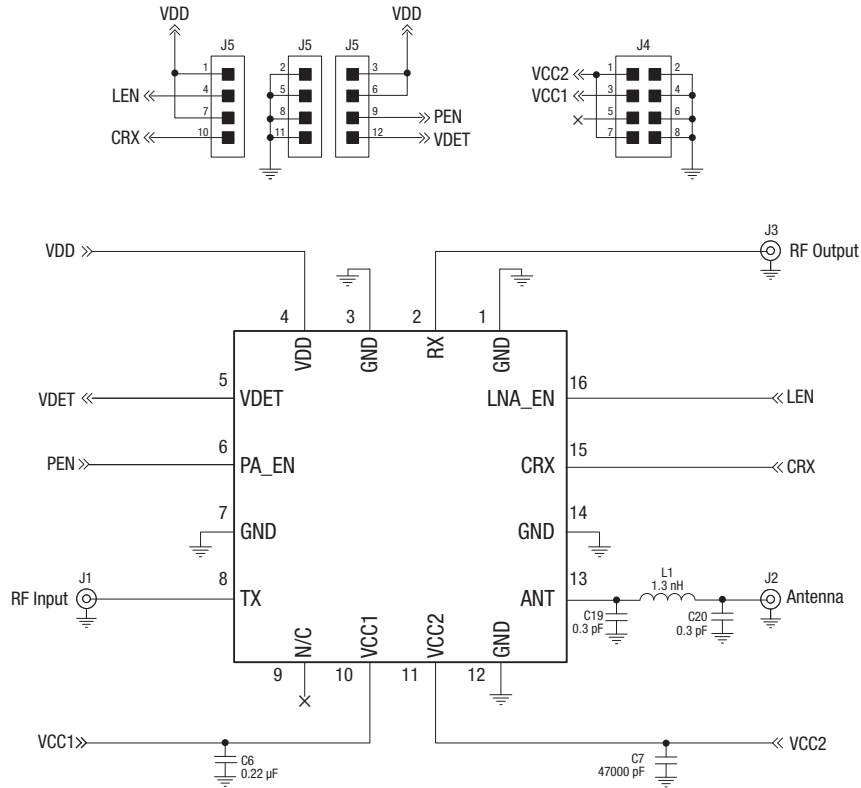 VDD VDD
J5 J5 J5 J4
1 2 3 VCC2 1 2
LEN 4 5 6 VCC1 3 4
7 8 9 PEN 5 6
CRX 10 11 12 VDET 7 8
J3
VDD RF Output
4 3 2 1
VDD GND RX GND
5 16
VDET VDET LNA_EN LEN
6 15
PEN PA_EN CRX CRX
7 14
GND GND
J1 8 13 L1 J2
1.3 nH
RF Input TX ANT Antenna
C19 C20
0.3 pF 0.3 pF
N/C VCC1 VCC2 GND
9 10 11 12
VCC1 VCC2
C6 C7
0.22 µF 47000 pF